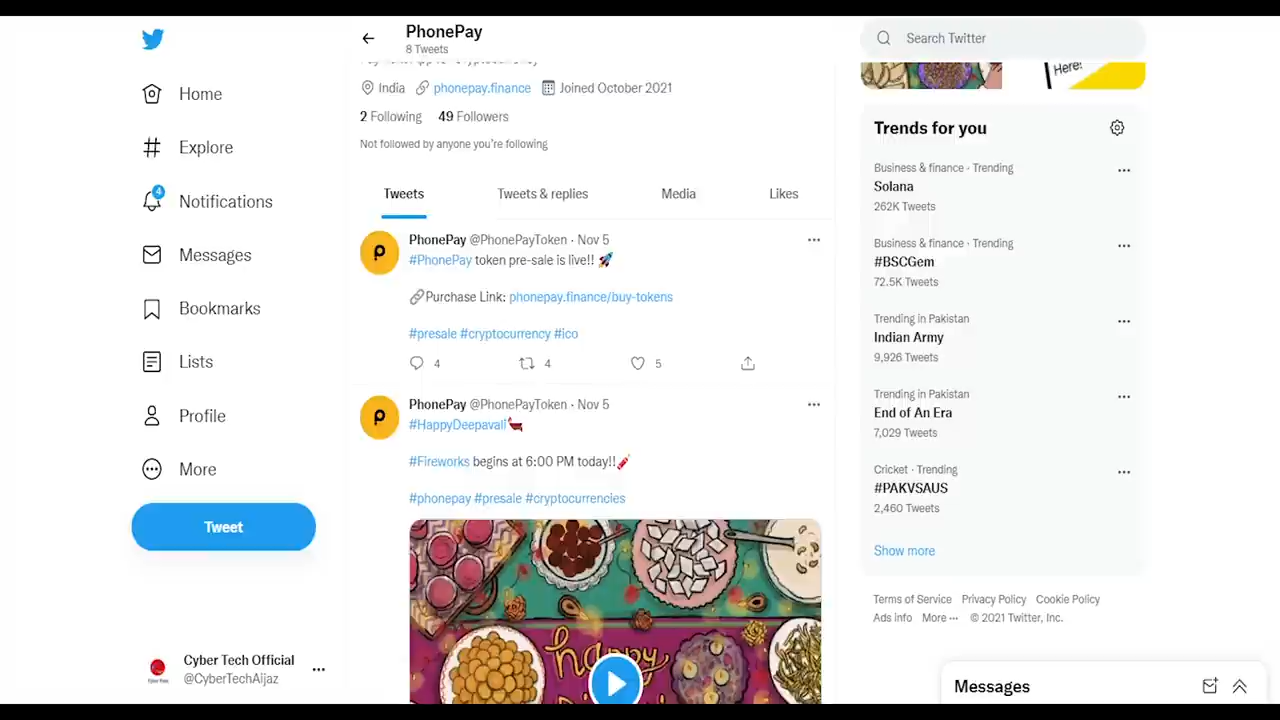 PhonePay
8 Tweets
Search Twitter
Here!
Home
Explore
4
Notifications
Messages
Bookmarks
Lists
Profile
More
Tweet
Cyber Tech Official
@CyberTechAijaz
India phonepay.finance Joined October 2021
2 Following 49 Followers
Not followed by anyone you're following
Tweets Tweets & replies Media Likes
PhonePay @PhonePayToken · Nov 5
#PhonePay token pre-sale is live!! 🚀
🔗Purchase Link: phonepay.finance/buy-tokens
#presale #cryptocurrency #ico
4 4 5
PhonePay @PhonePayToken · Nov 5
#HappyDeepavali
#Fireworks begins at 6:00 PM today!!🧨
#phonepay #presale #cryptocurrencies
happy
Trends for you
Business & finance · Trending
Solana
262K Tweets
Business & finance · Trending
#BSCGem
72.5K Tweets
Trending in Pakistan
Indian Army
9,926 Tweets
Trending in Pakistan
End of An Era
7,029 Tweets
Cricket · Trending
#PAKVSAUS
2,460 Tweets
Show more
Terms of Service Privacy Policy Cookie Policy
Ads info More ··· © 2021 Twitter, Inc.
Messages